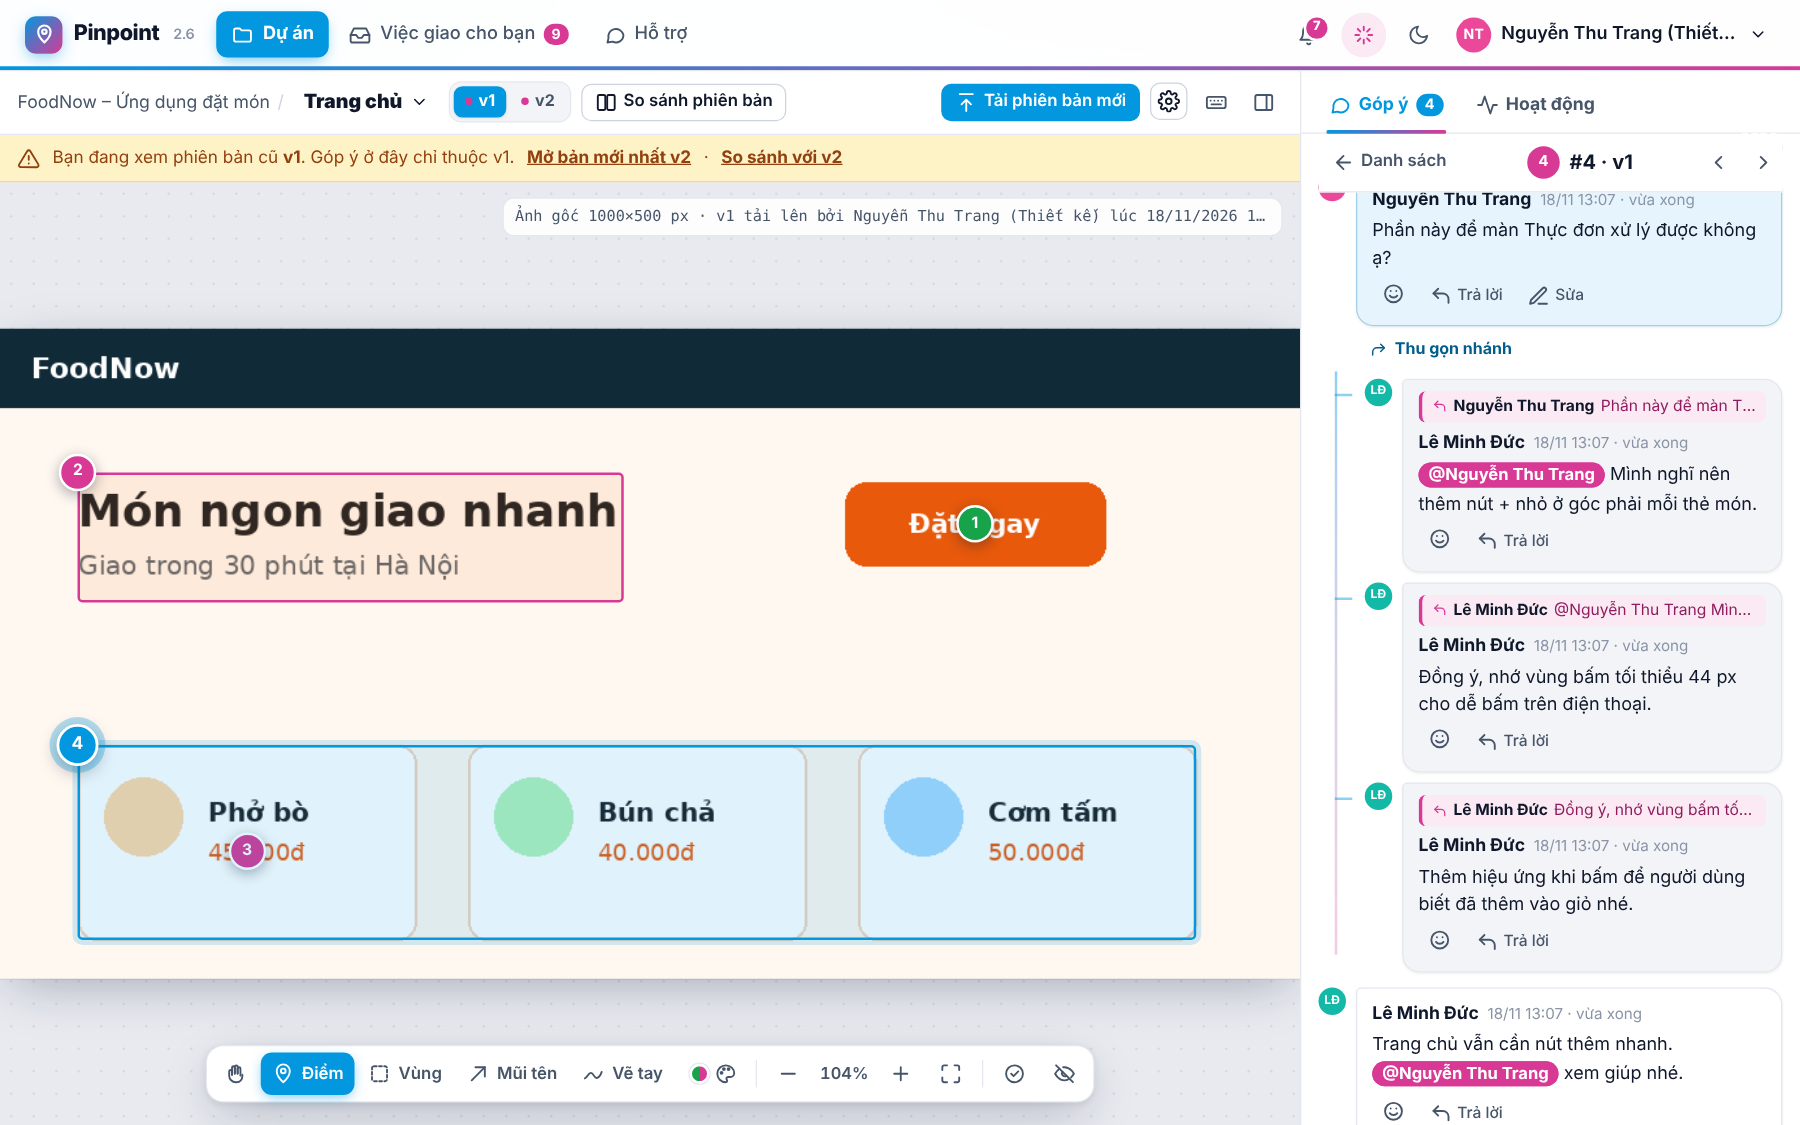 Pinpoint 2.6 Dự án Việc giao cho bạn 9 Hỗ trợ 7 NT Nguyễn Thu Trang (Thiết...
FoodNow – Ứng dụng đặt món / Trang chủ v1 v2 So sánh phiên bản Tải phiên bản mới
Bạn đang xem phiên bản cũ v1. Góp ý ở đây chỉ thuộc v1. Mở bản mới nhất v2 · So sánh với v2
Ảnh gốc 1000×500 px · v1 tải lên bởi Nguyễn Thu Trang (Thiết kế) lúc 18/11/2026 1…
FoodNow
2
Món ngon giao nhanh
Giao trong 30 phút tại Hà Nội
Đặt 1 gay
4
Phở bò
45 3 00đ
Bún chả
40.000đ
Cơm tấm
50.000đ
Điểm Vùng Mũi tên Vẽ tay 104%
Góp ý 4 Hoạt động
Danh sách 4 #4 · v1
Nguyễn Thu Trang 18/11 13:07 · vừa xong
Phần này để màn Thực đơn xử lý được không
ạ?
Trả lời Sửa
Thu gọn nhánh
LĐ
Nguyễn Thu Trang Phần này để màn T...
Lê Minh Đức 18/11 13:07 · vừa xong
@Nguyễn Thu Trang Mình nghĩ nên
thêm nút + nhỏ ở góc phải mỗi thẻ món.
Trả lời
LĐ
Lê Minh Đức @Nguyễn Thu Trang Mìn...
Lê Minh Đức 18/11 13:07 · vừa xong
Đồng ý, nhớ vùng bấm tối thiểu 44 px
cho dễ bấm trên điện thoại.
Trả lời
LĐ
Lê Minh Đức Đồng ý, nhớ vùng bấm tố...
Lê Minh Đức 18/11 13:07 · vừa xong
Thêm hiệu ứng khi bấm để người dùng
biết đã thêm vào giỏ nhé.
Trả lời
LĐ
Lê Minh Đức 18/11 13:07 · vừa xong
Trang chủ vẫn cần nút thêm nhanh.
@Nguyễn Thu Trang xem giúp nhé.
Trả lời